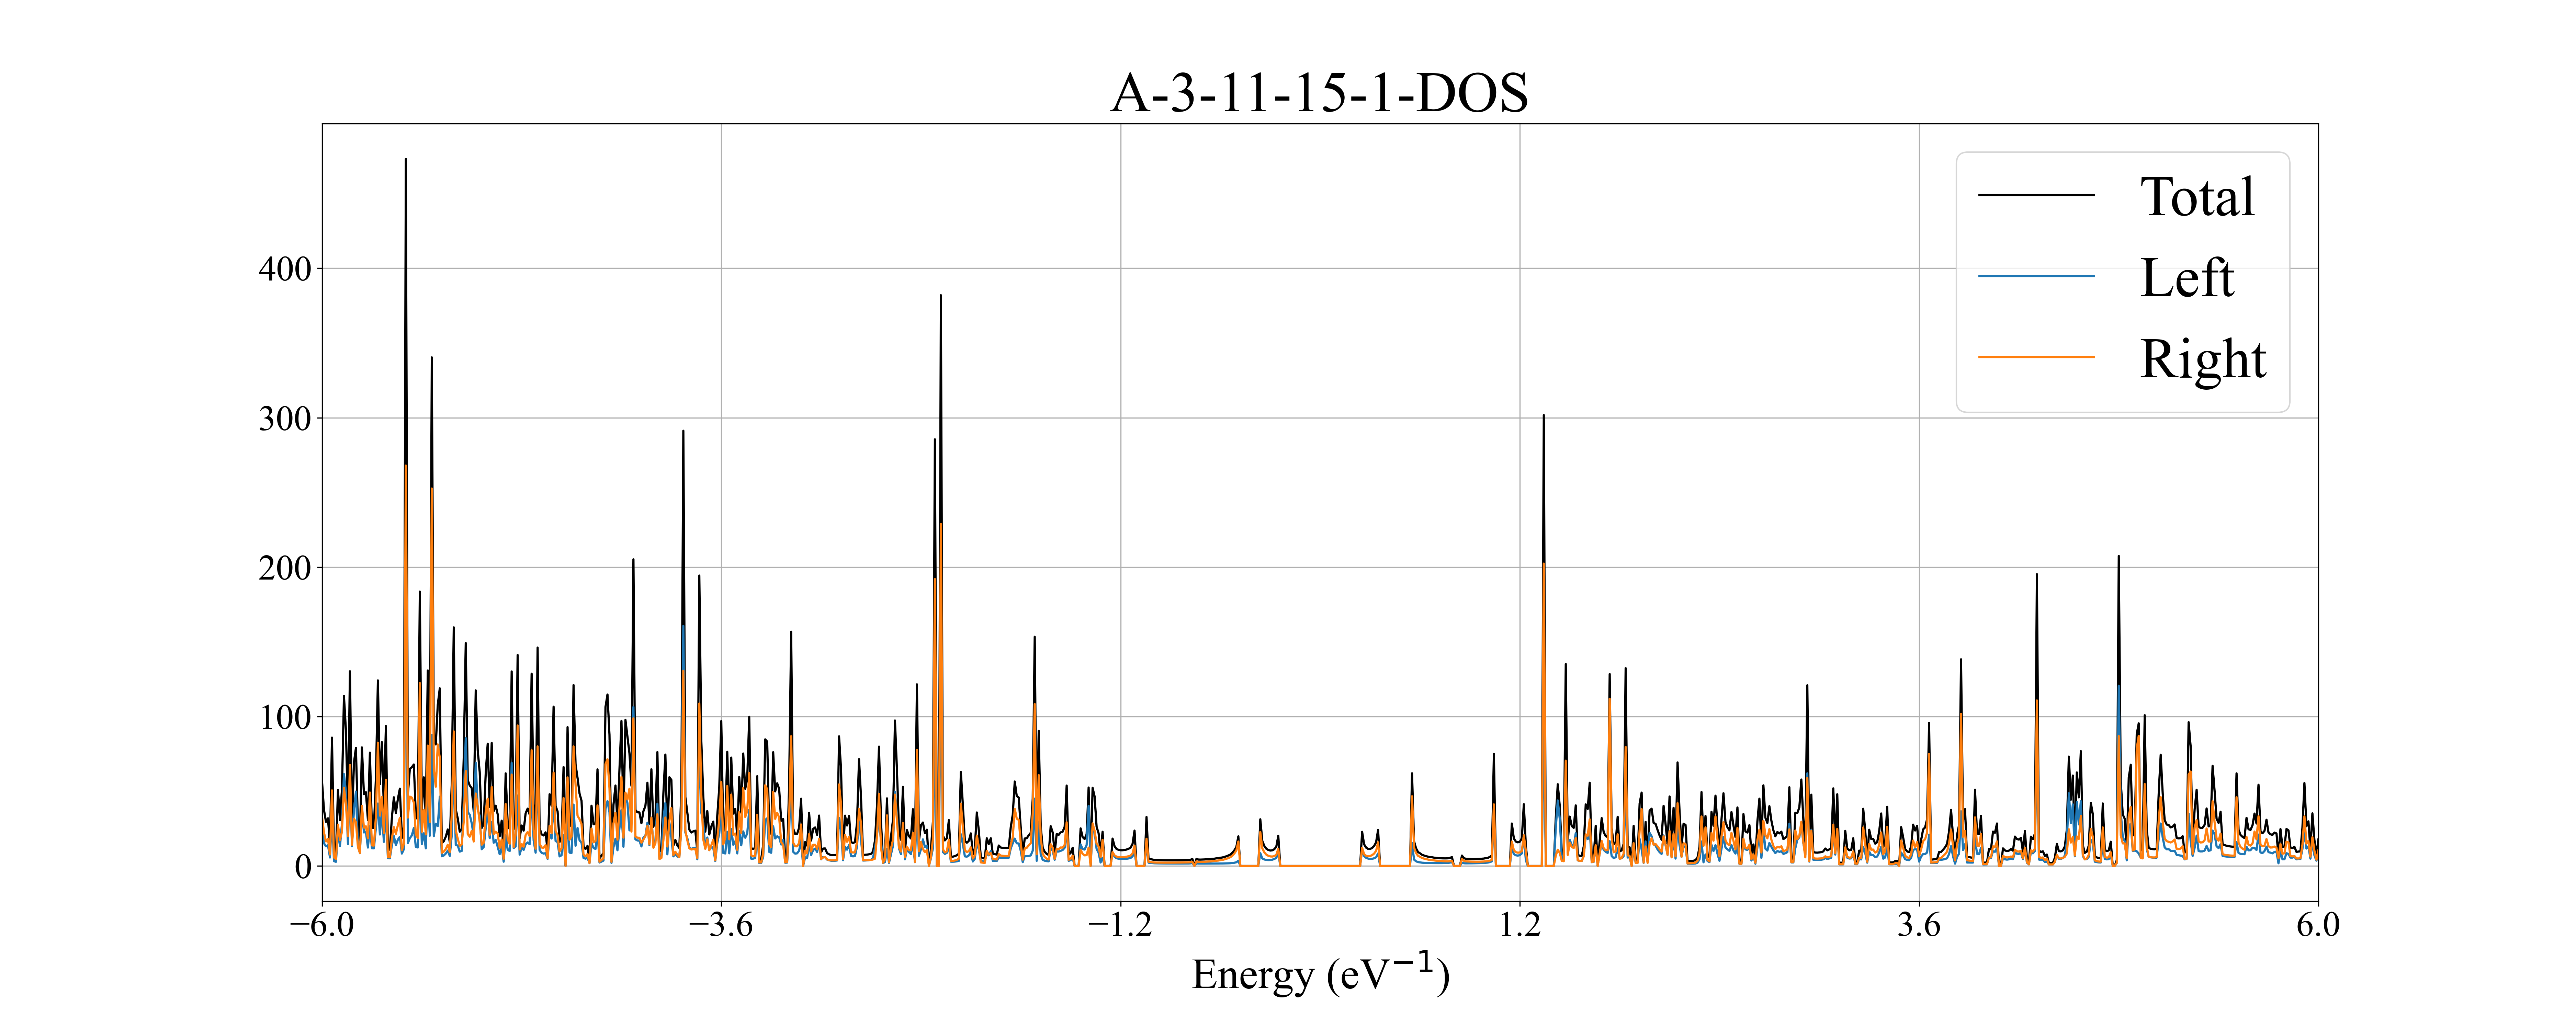 A-3-11-15-1-DOS
Total
Left
Right
400
300
200
100
0
−6.0 −3.6 −1.2 1.2 3.6 6.0
Energy (eV⁻¹)